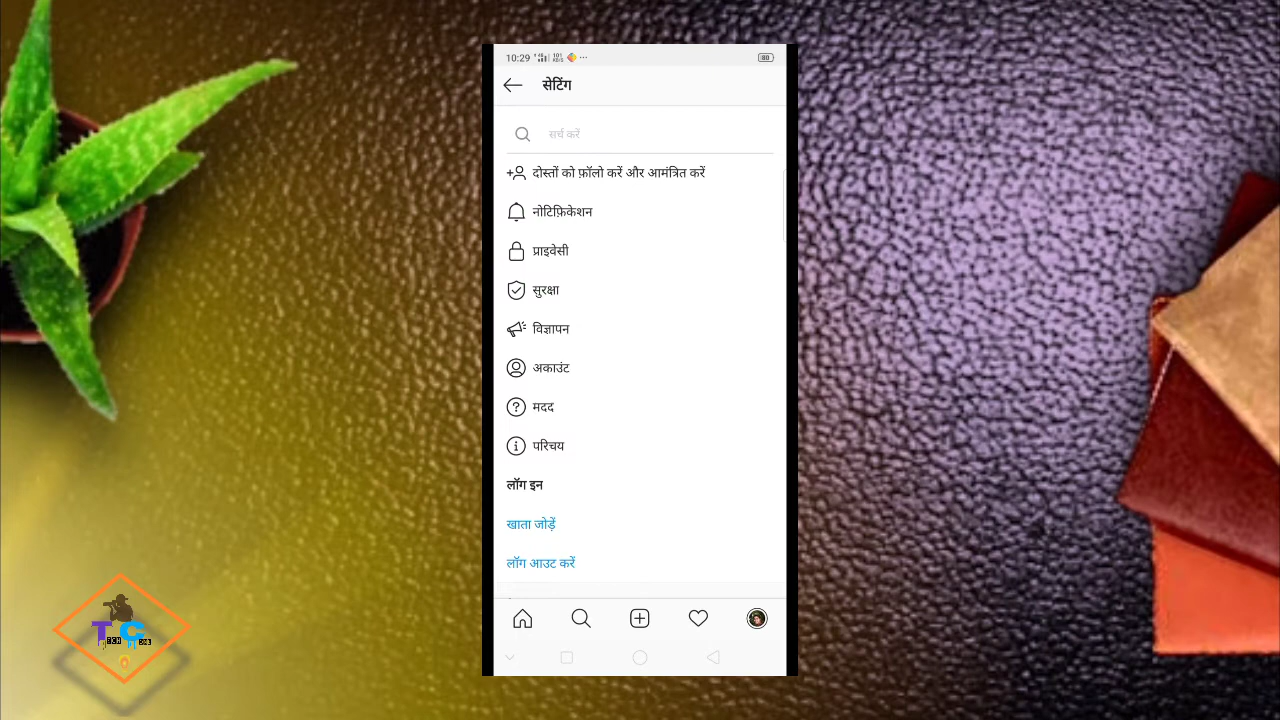 10:29
80
सेटिंग
सर्च करें
दोस्तों को फ़ॉलो करें और आमंत्रित करें
नोटिफ़िकेशन
प्राइवेसी
सुरक्षा
विज्ञापन
अकाउंट
मदद
परिचय
लॉग इन
खाता जोड़ें
लॉग आउट करें
T C